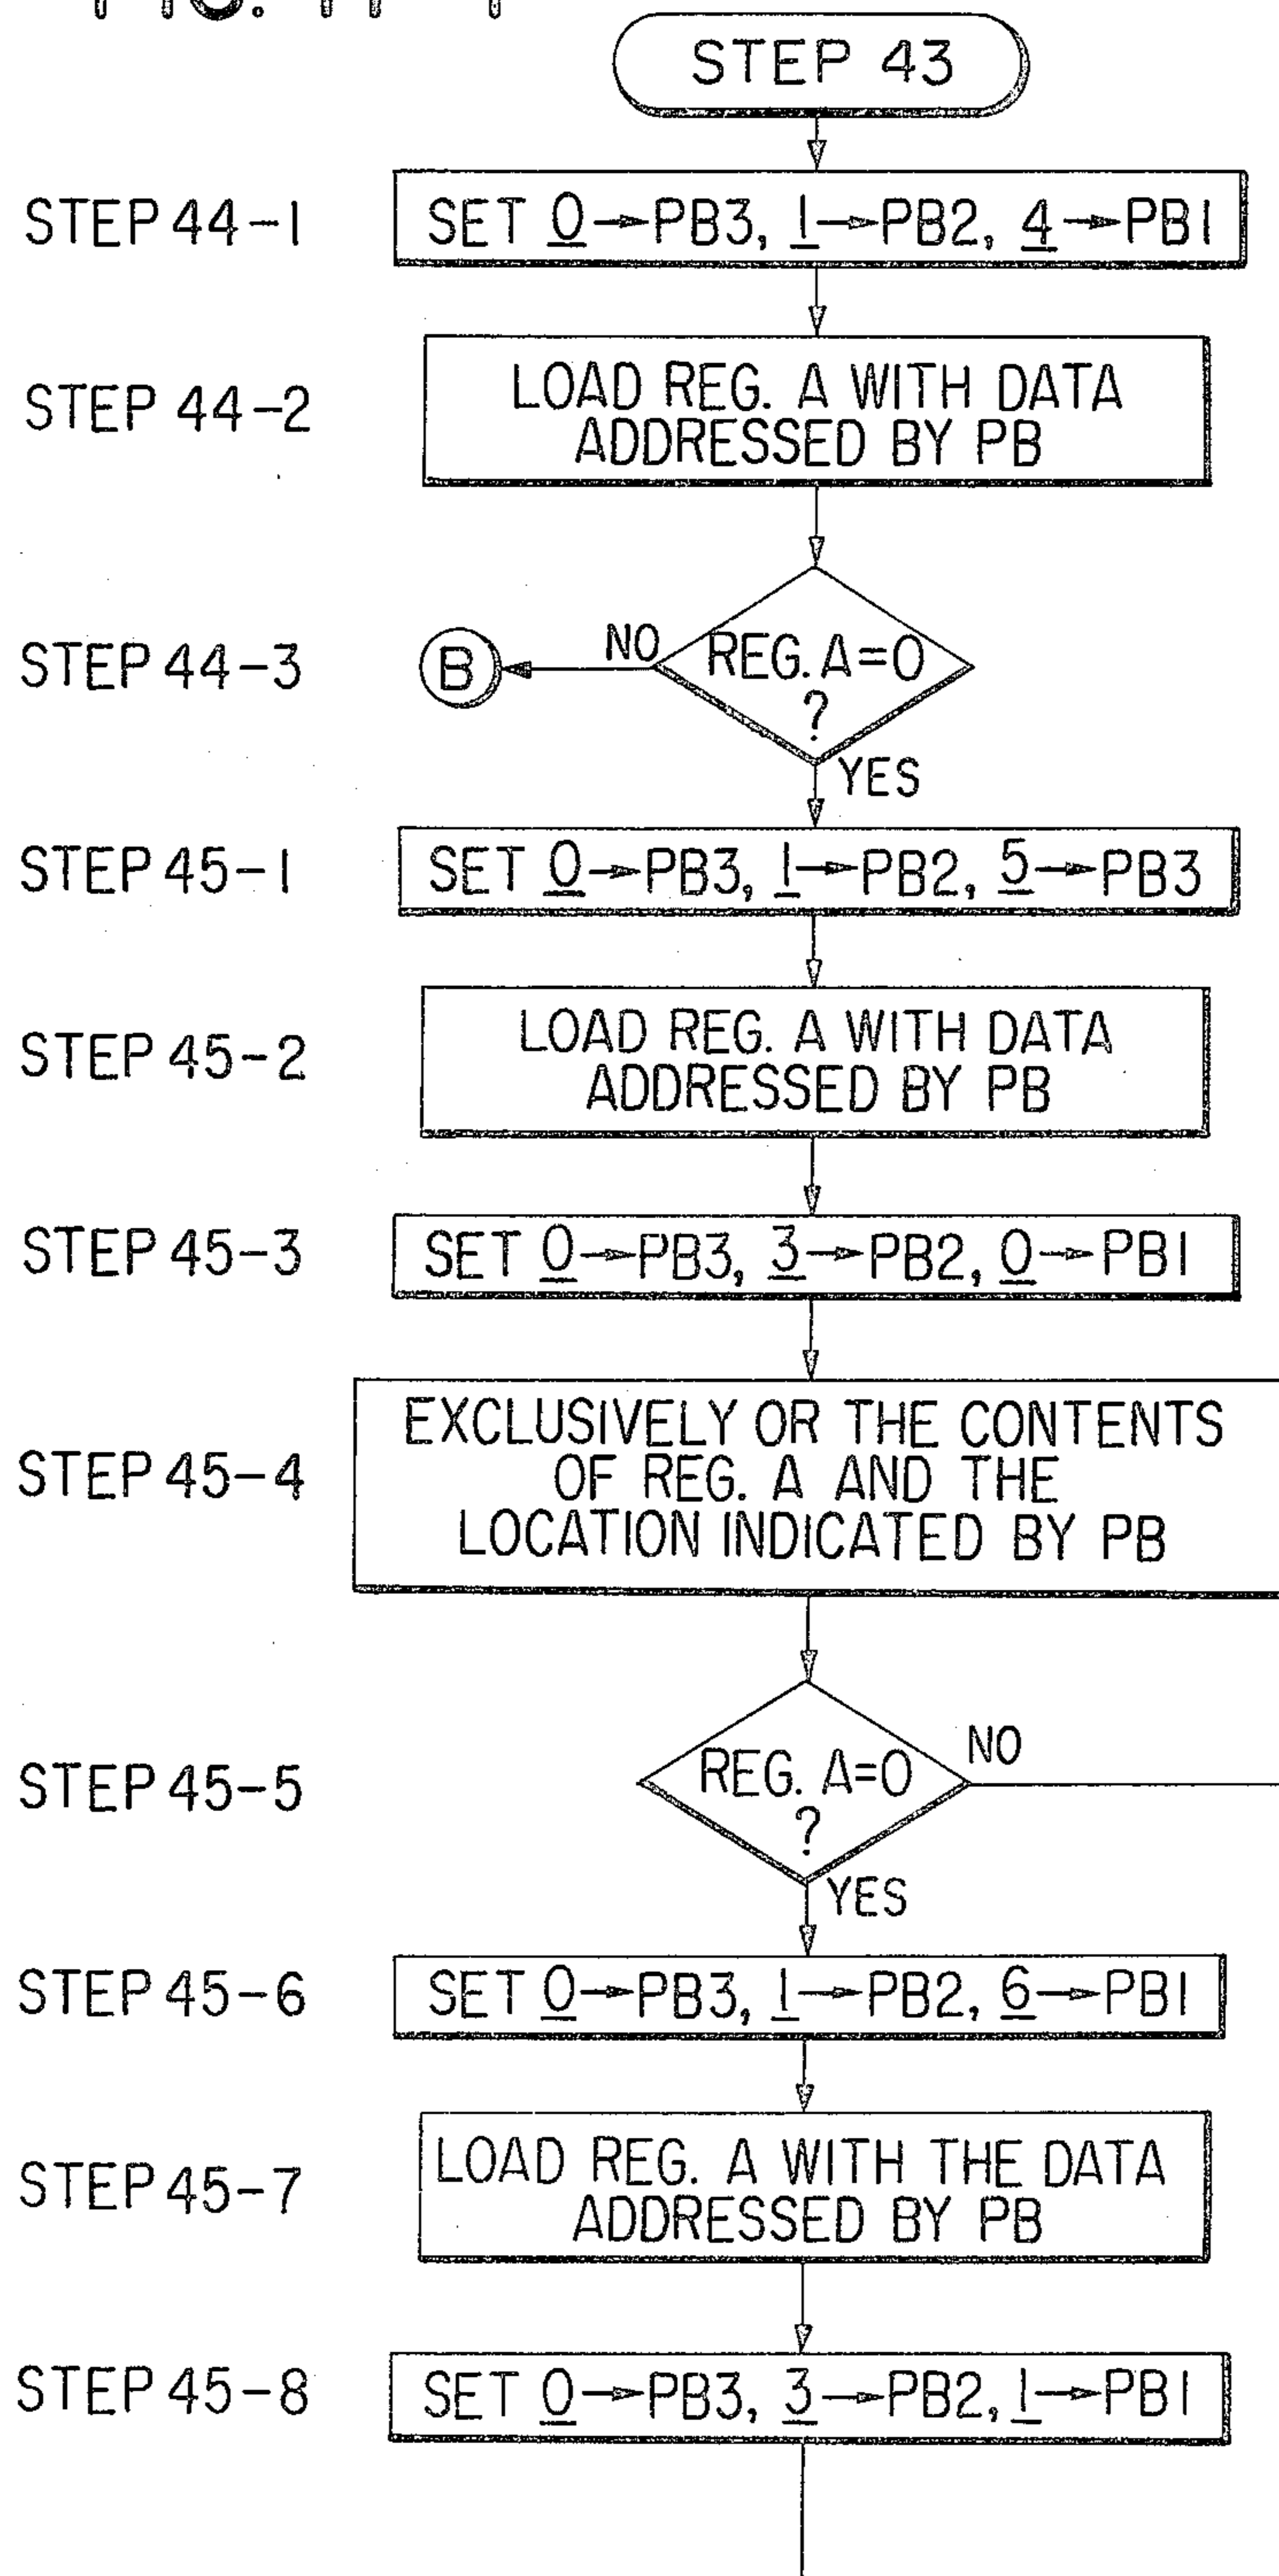 STEP 43
STEP 44-1 SET 0→PB3, 1→PB2, 4→PB1
STEP 44-2 LOAD REG. A WITH DATA
ADDRESSED BY PB
STEP 44-3 B NO REG. A=0
?
YES
STEP 45-1 SET 0→PB3, 1→PB2, 5→PB3
STEP 45-2 LOAD REG. A WITH DATA
ADDRESSED BY PB
STEP 45-3 SET 0→PB3, 3→PB2, 0→PB1
STEP 45-4 EXCLUSIVELY OR THE CONTENTS
OF REG. A AND THE
LOCATION INDICATED BY PB
STEP 45-5 REG. A=0 NO
?
YES
STEP 45-6 SET 0→PB3, 1→PB2, 6→PB1
STEP 45-7 LOAD REG. A WITH THE DATA
ADDRESSED BY PB
STEP 45-8 SET 0→PB3, 3→PB2, 1→PB1